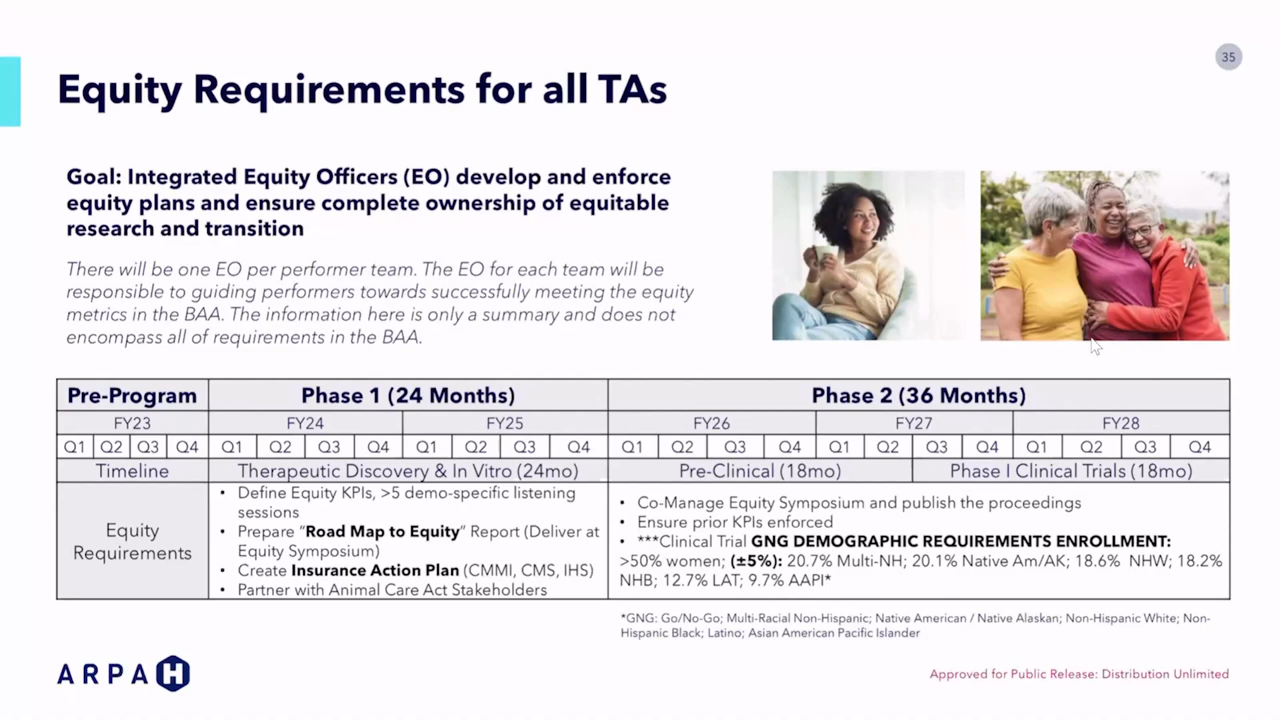 35
Equity Requirements for all TAs
Goal: Integrated Equity Officers (EO) develop and enforce
equity plans and ensure complete ownership of equitable
research and transition
There will be one EO per performer team. The EO for each team will be
responsible to guiding performers towards successfully meeting the equity
metrics in the BAA. The information here is only a summary and does not
encompass all of requirements in the BAA.
Pre-Program Phase 1 (24 Months) Phase 2 (36 Months)
FY23 FY24 FY25 FY26 FY27 FY28
Q1 Q2 Q3 Q4 Q1 Q2 Q3 Q4 Q1 Q2 Q3 Q4 Q1 Q2 Q3 Q4 Q1 Q2 Q3 Q4 Q1 Q2 Q3 Q4
Timeline Therapeutic Discovery & In Vitro (24mo) Pre-Clinical (18mo) Phase I Clinical Trials (18mo)
Equity
Requirements
• Define Equity KPIs, >5 demo-specific listening
sessions
• Prepare “Road Map to Equity” Report (Deliver at
Equity Symposium)
• Create Insurance Action Plan (CMMI, CMS, IHS)
• Partner with Animal Care Act Stakeholders
• Co-Manage Equity Symposium and publish the proceedings
• Ensure prior KPIs enforced
• ***Clinical Trial GNG DEMOGRAPHIC REQUIREMENTS ENROLLMENT:
>50% women; (±5%): 20.7% Multi-NH; 20.1% Native Am/AK; 18.6% NHW; 18.2%
NHB; 12.7% LAT; 9.7% AAPI*
*GNG: Go/No-Go; Multi-Racial Non-Hispanic; Native American / Native Alaskan; Non-Hispanic White; Non-
Hispanic Black; Latino; Asian American Pacific Islander
ARPA H
Approved for Public Release: Distribution Unlimited